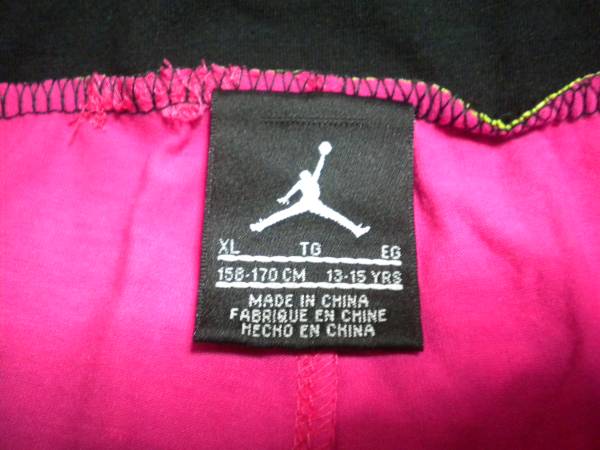 XL TG EG
158-170 CM 13-15 YRS
MADE IN CHINA
FABRIQUE EN CHINE
HECHO EN CHINA